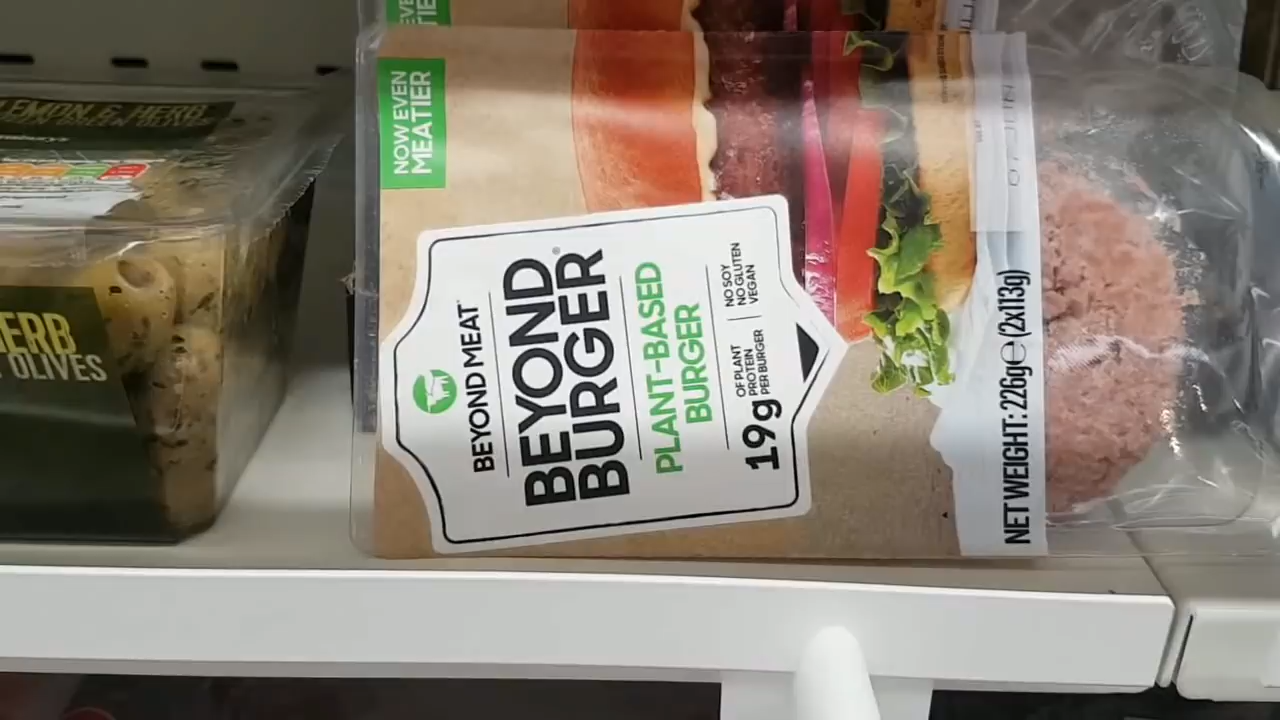 LEMON & HERB
HERB
OLIVES
NOW EVEN
MEATIER
BEYOND MEAT
BEYOND
BURGER®
PLANT-BASED
BURGER
19g OF PLANT
PROTEIN
PER BURGER
NO SOY
NO GLUTEN
VEGAN
NET WEIGHT: 226g℮ (2x113g)